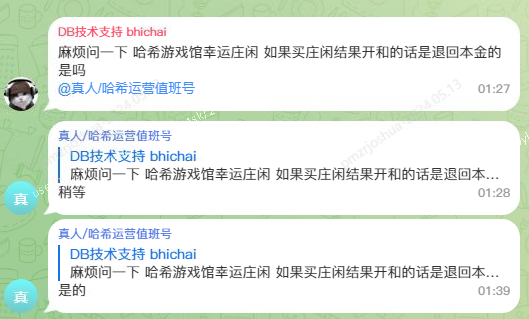 DB技术支持 bhichai
麻烦问一下 哈希游戏馆幸运庄闲 如果买庄闲结果开和的话是退回本金的
是吗
@真人/哈希运营值班号
01:27
真人/哈希运营值班号
DB技术支持 bhichai
麻烦问一下 哈希游戏馆幸运庄闲 如果买庄闲结果开和的话是退回本...
稍等
01:28
真
真人/哈希运营值班号
DB技术支持 bhichai
麻烦问一下 哈希游戏馆幸运庄闲 如果买庄闲结果开和的话是退回本...
是的
01:39
真